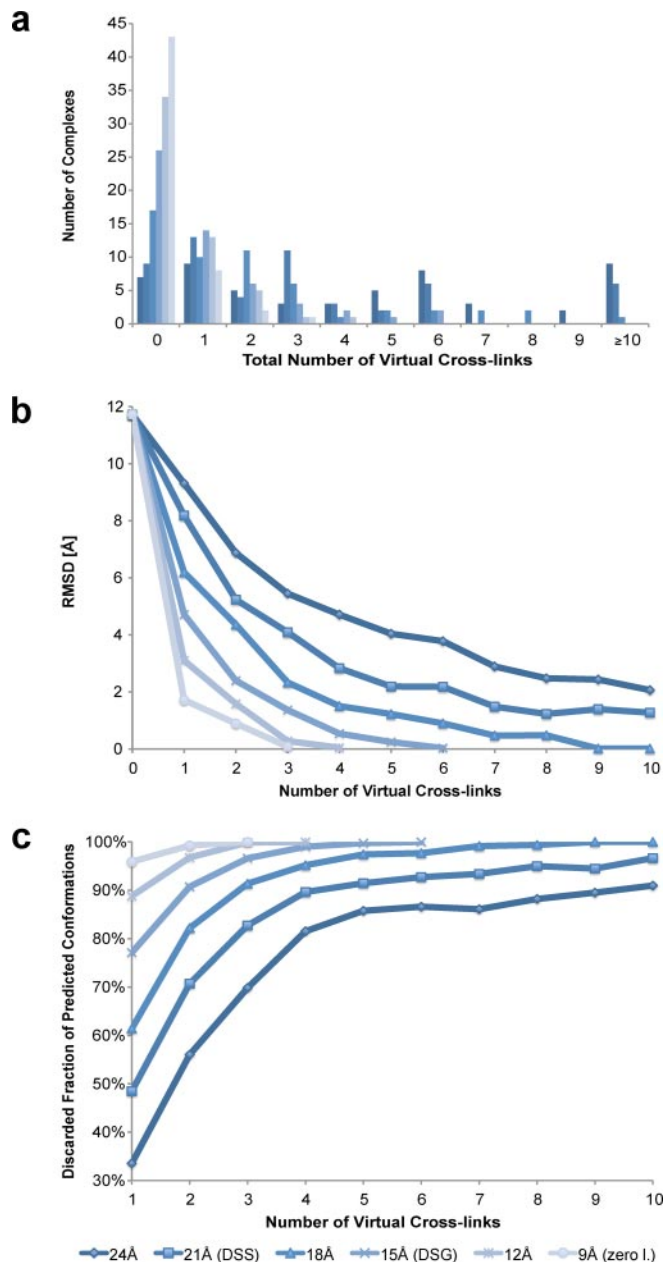 a
45
40
35
30
25
20
15
10
5
0
Number of Complexes
0 1 2 3 4 5 6 7 8 9 ≥10
Total Number of Virtual Cross-links
b
12
10
8
6
4
2
0
RMSD [Å]
0 1 2 3 4 5 6 7 8 9 10
Number of Virtual Cross-links
c
100%
90%
80%
70%
60%
50%
40%
30%
Discarded Fraction of Predicted Conformations
1 2 3 4 5 6 7 8 9 10
Number of Virtual Cross-links
24Å 21Å (DSS) 18Å 15Å (DSG) 12Å 9Å (zero l.)